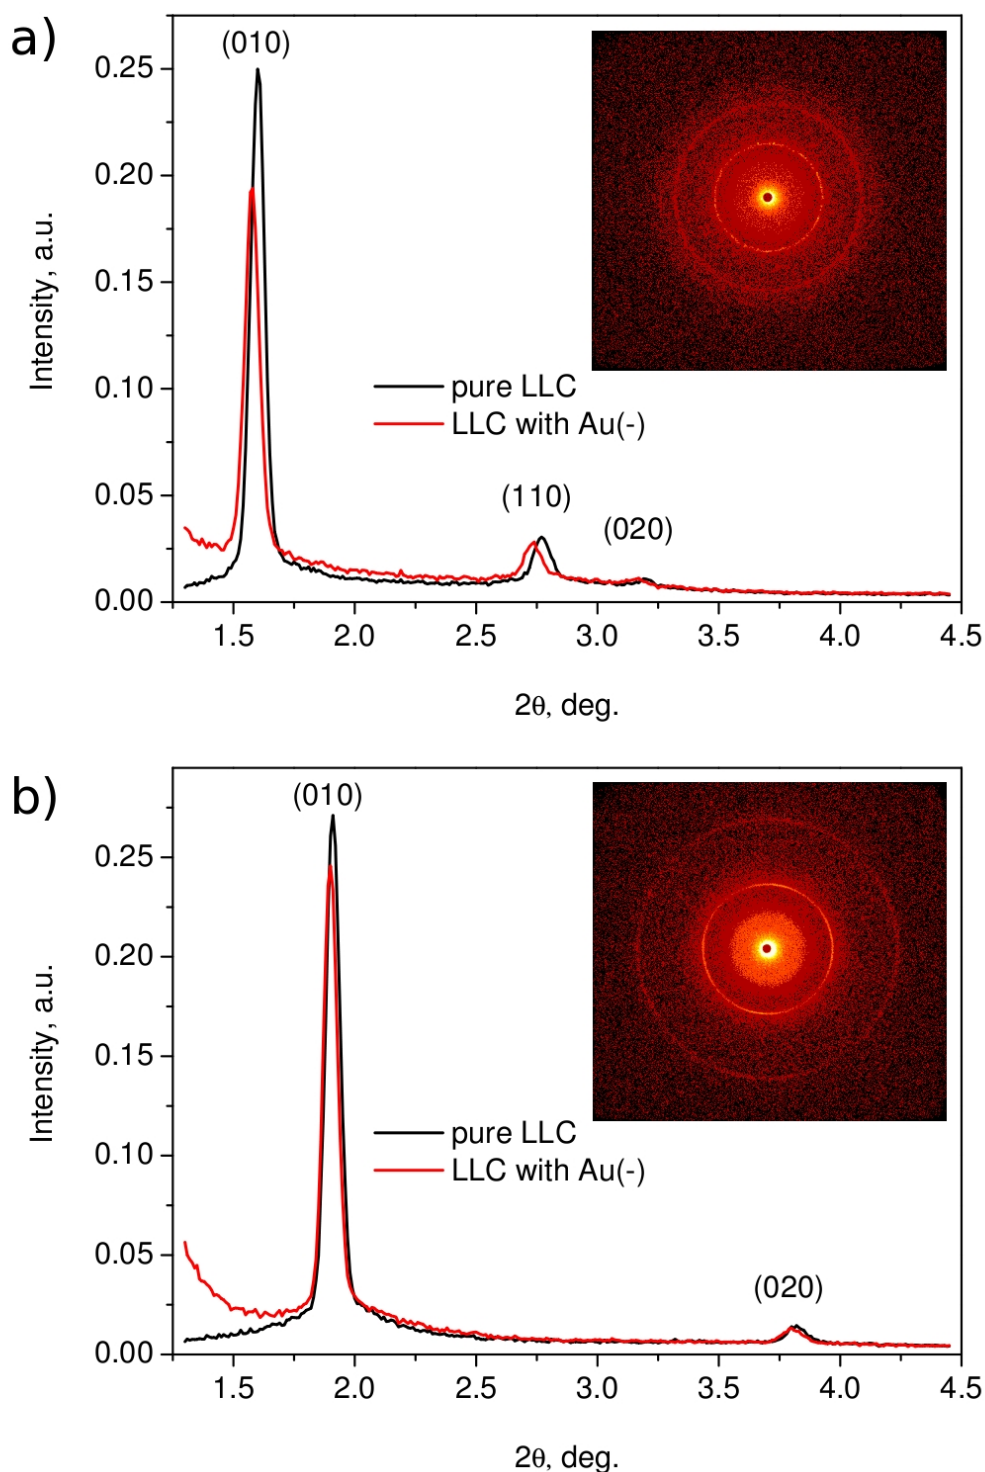 a)
(010)
0.25
0.20
0.15
0.10
0.05
0.00
Intensity, a.u.
pure LLC
LLC with Au(-)
(110)
(020)
1.5 2.0 2.5 3.0 3.5 4.0 4.5
2θ, deg.
b)
(010)
0.25
0.20
0.15
0.10
0.05
0.00
Intensity, a.u.
pure LLC
LLC with Au(-)
(020)
1.5 2.0 2.5 3.0 3.5 4.0 4.5
2θ, deg.